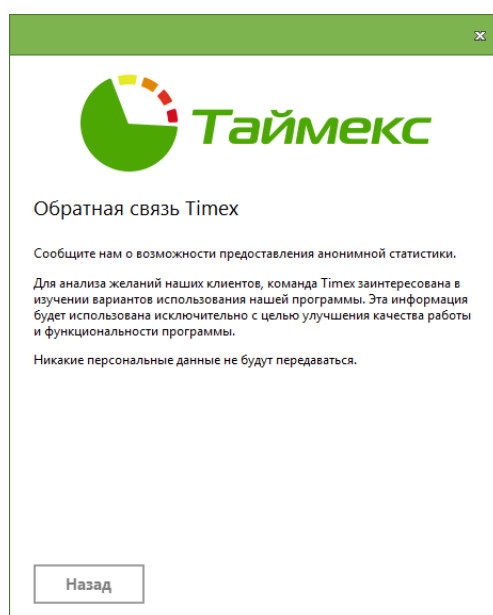 Таймекс
Обратная связь Timex
Сообщите нам о возможности предоставления анонимной статистики.
Для анализа желаний наших клиентов, команда Timex заинтересована в
изучении вариантов использования нашей программы. Эта информация
будет использована исключительно с целью улучшения качества работы
и функциональности программы.
Никакие персональные данные не будут передаваться.
Назад